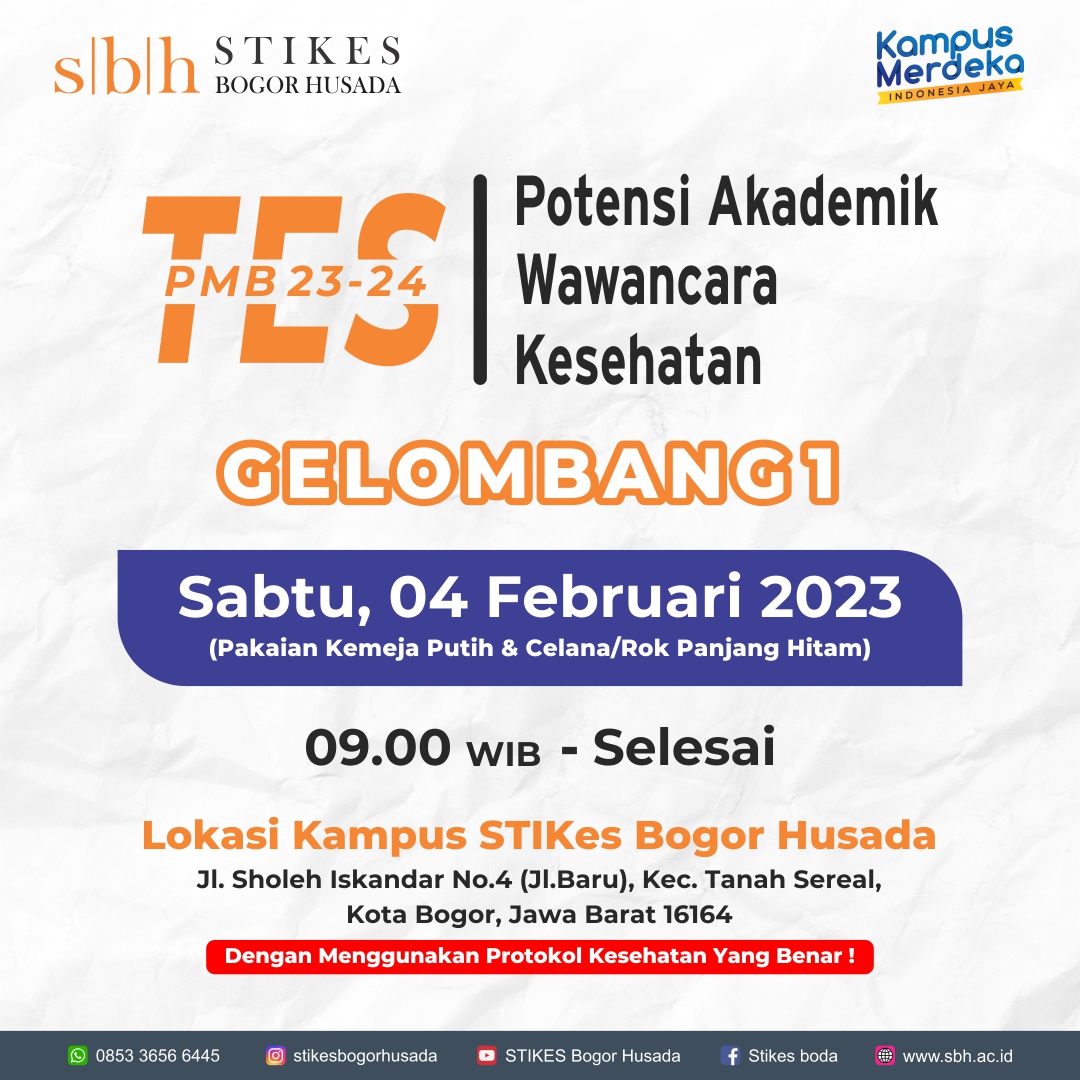 s|b|h STIKES
BOGOR HUSADA
Kampus
Merdeka
INDONESIA JAYA
TES
PMB 23-24
Potensi Akademik
Wawancara
Kesehatan
GELOMBANG 1
Sabtu, 04 Februari 2023
(Pakaian Kemeja Putih & Celana/Rok Panjang Hitam)
09.00 WIB - Selesai
Lokasi Kampus STIKes Bogor Husada
Jl. Sholeh Iskandar No.4 (Jl.Baru), Kec. Tanah Sereal,
Kota Bogor, Jawa Barat 16164
Dengan Menggunakan Protokol Kesehatan Yang Benar !
0853 3656 6445 stikesbogorhusada STIKES Bogor Husada Stikes boda www.sbh.ac.id